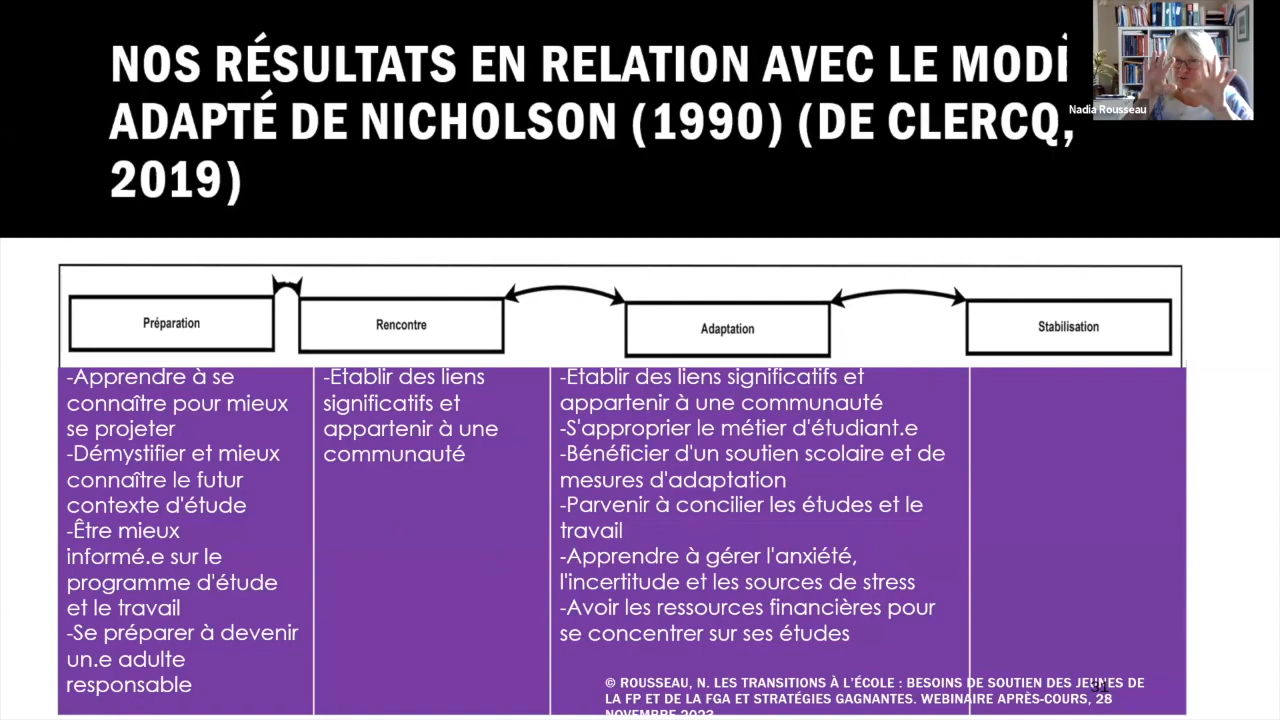 NOS RÉSULTATS EN RELATION AVEC LE
ADAPTÉ DE NICHOLSON (1990) (DE CLERCQ,
2019)
Nadia Rousseau
Préparation
Rencontre
Adaptation
Stabilisation
-Apprendre à se
connaître pour mieux
se projeter
-Démystifier et mieux
connaître le futur
contexte d'étude
-Être mieux
informé.e sur le
programme d'étude
et le travail
-Se préparer à devenir
un.e adulte
responsable
-Etablir des liens
significatifs et
appartenir à une
communauté
-Etablir des liens significatifs et
appartenir à une communauté
-S'approprier le métier d'étudiant.e
-Bénéficier d'un soutien scolaire et de
mesures d'adaptation
-Parvenir à concilier les études et le
travail
-Apprendre à gérer l'anxiété,
l'incertitude et les sources de stress
-Avoir les ressources financières pour
se concentrer sur ses études
© ROUSSEAU, N. LES TRANSITIONS À L'ÉCOLE : BESOINS DE SOUTIEN DES JEUNES DE
LA FP ET DE LA FGA ET STRATÉGIES GAGNANTES. WEBINAIRE APRÈS-COURS, 28
NOVEMBRE 2023